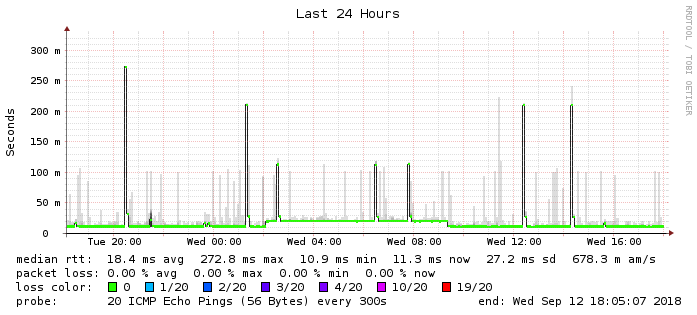 Last 24 Hours
RRDTOOL / TOBI OETIKER
Seconds
300 m
250 m
200 m
150 m
100 m
50 m
0
Tue 20:00 Wed 00:00 Wed 04:00 Wed 08:00 Wed 12:00 Wed 16:00
median rtt: 18.4 ms avg 272.8 ms max 10.9 ms min 11.3 ms now 27.2 ms sd 678.3 m am/s
packet loss: 0.00 % avg 0.00 % max 0.00 % min 0.00 % now
loss color: 0 1/20 2/20 3/20 4/20 10/20 19/20
probe: 20 ICMP Echo Pings (56 Bytes) every 300s end: Wed Sep 12 18:05:07 2018